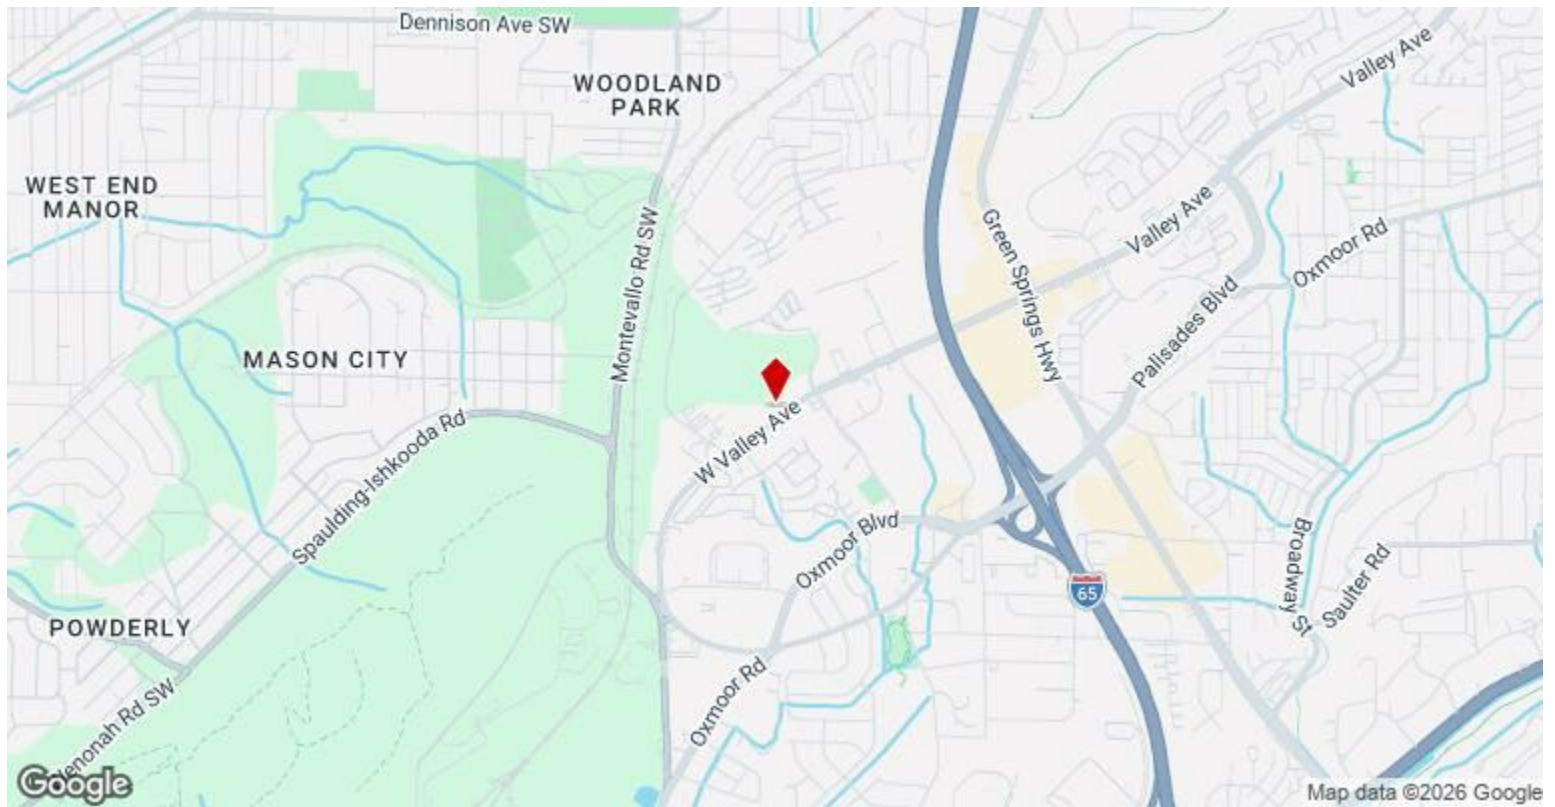 Dennison Ave SW
WOODLAND
PARK
Valley Ave
WEST END
MANOR
Montevallo Rd SW
Green Springs Hwy
Valley Ave
Oxmoor Rd
Palisades Blvd
MASON CITY
Spaulding-Ishkooda Rd
W Valley Ave
Oxmoor Blvd
65
Broadway St
Saulter Rd
POWDERLY
Oxmoor Rd
Rd SW
Google
Map data ©2026 Google